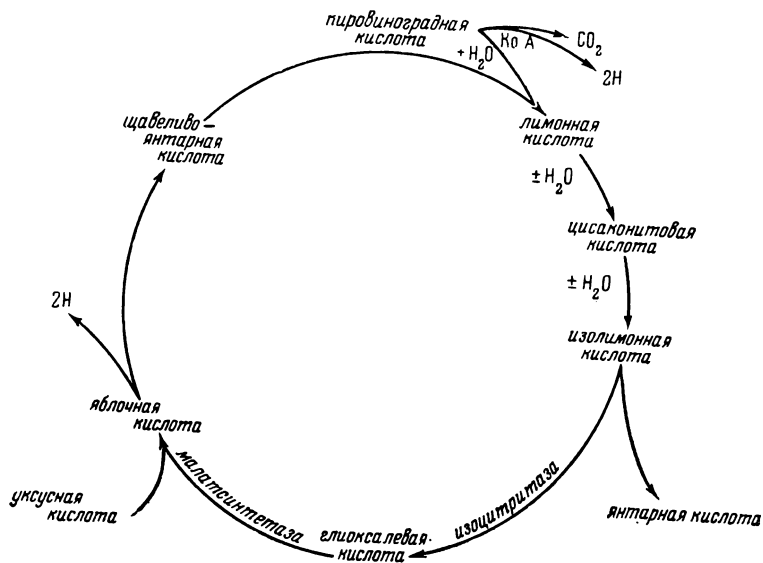 пировиноградная
кислота
+ H₂O
Ко А
CO₂
2H
лимонная
кислота
± H₂O
цисаконитовая
кислота
± H₂O
изолимонная
кислота
янтарная кислота
изоцитритаза
глиоксалевая
кислота
малатсинтетаза
уксусная
кислота
яблочная
кислота
2H
щавеливо–
янтарная
кислота